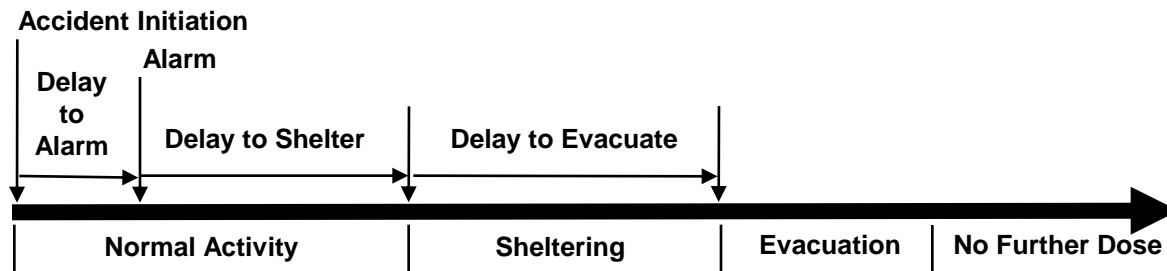 Accident Initiation
Alarm
Delay
to
Alarm
Delay to Shelter
Delay to Evacuate
Normal Activity
Sheltering
Evacuation
No Further Dose